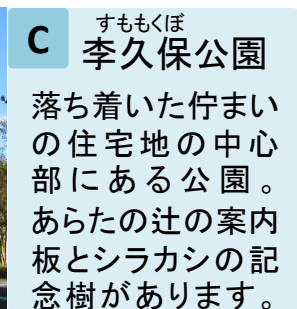 C
すももくぼ
李久保公園
落ち着いた佇まい
の住宅地の中心
部にある公園。
あらたの辻の案内
板とシラカシの記
念樹があります。